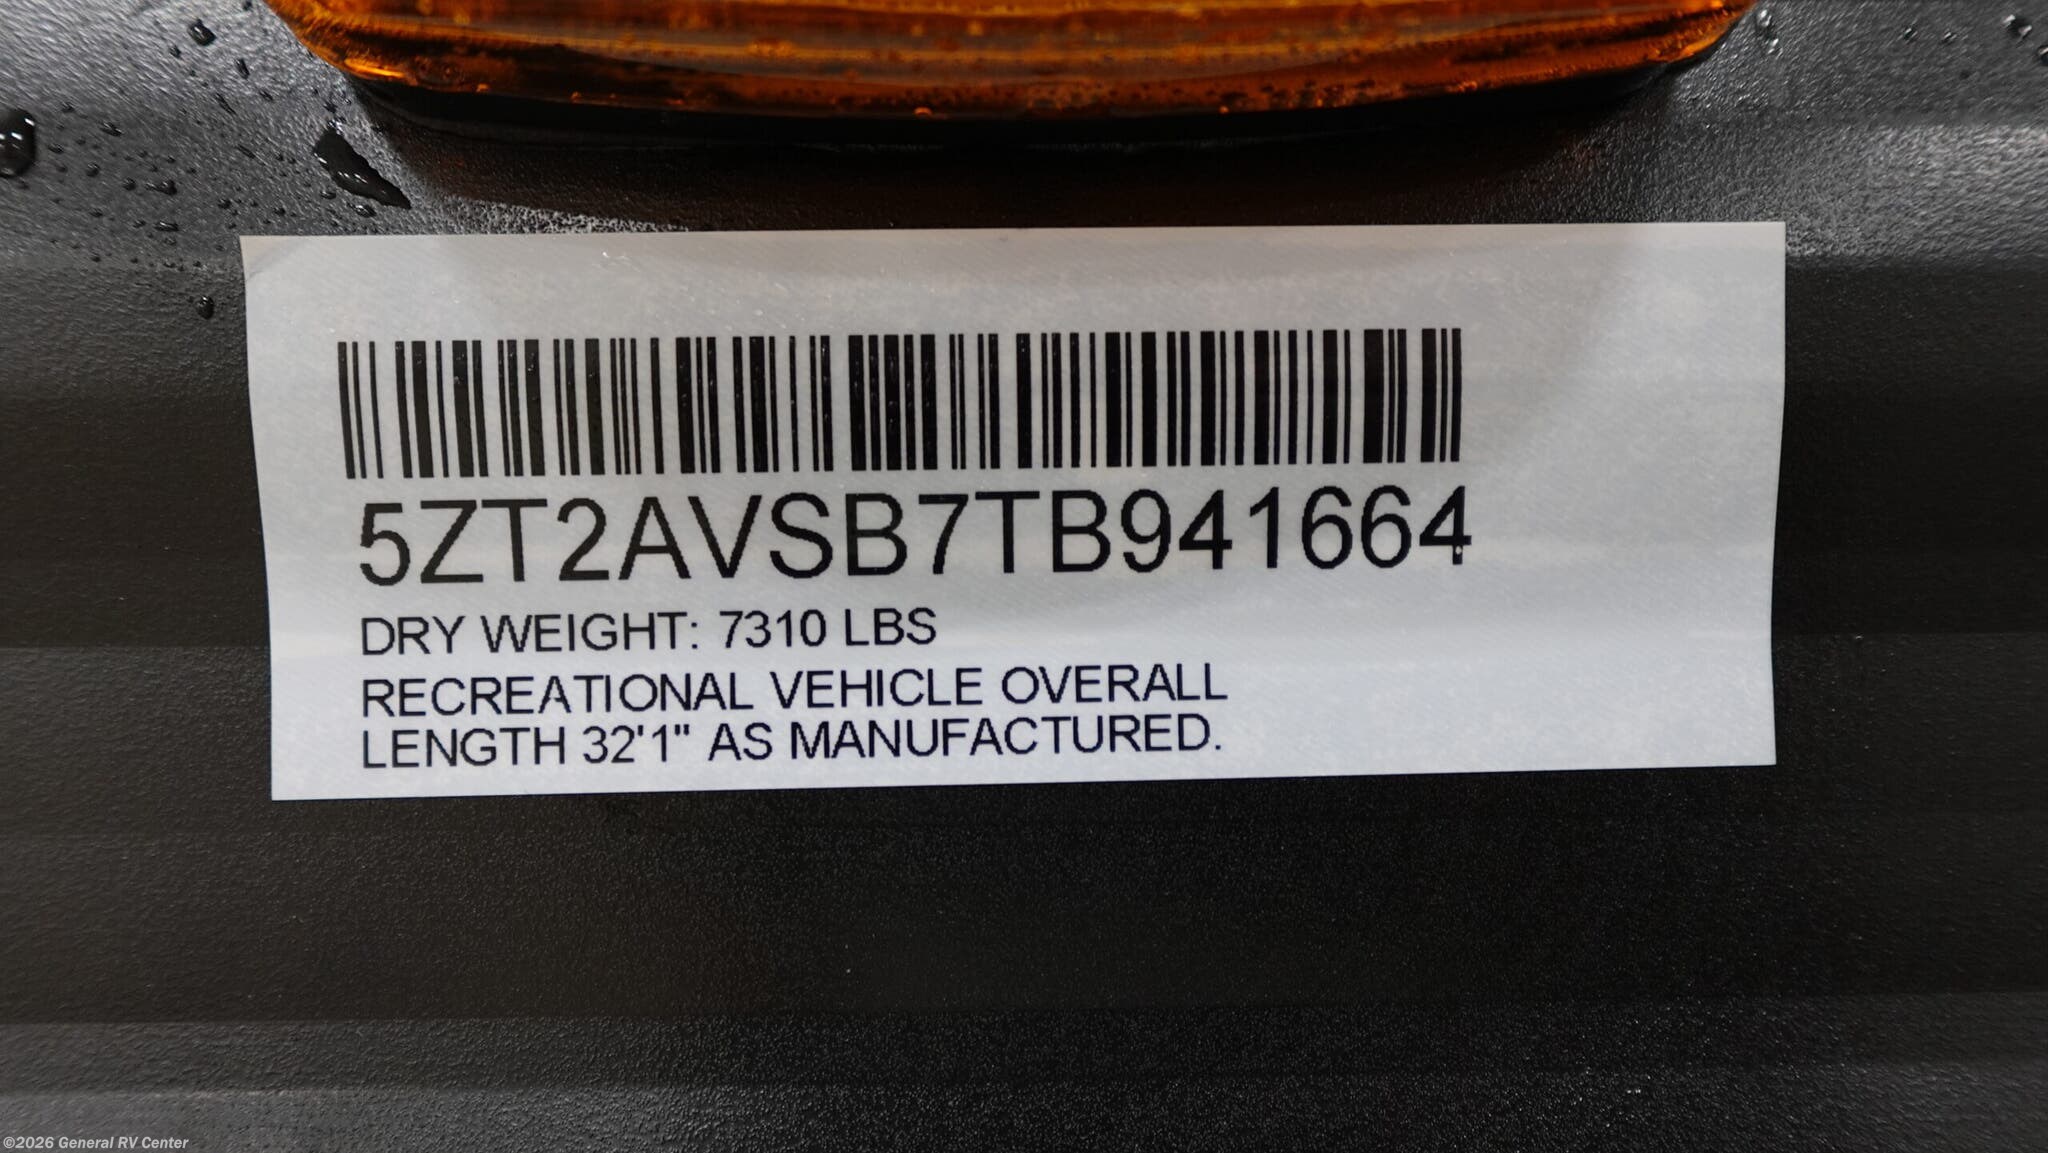 5ZT2AVSB7TB941664
DRY WEIGHT: 7310 LBS
RECREATIONAL VEHICLE OVERALL
LENGTH 32'1" AS MANUFACTURED.
©2026 General RV Center